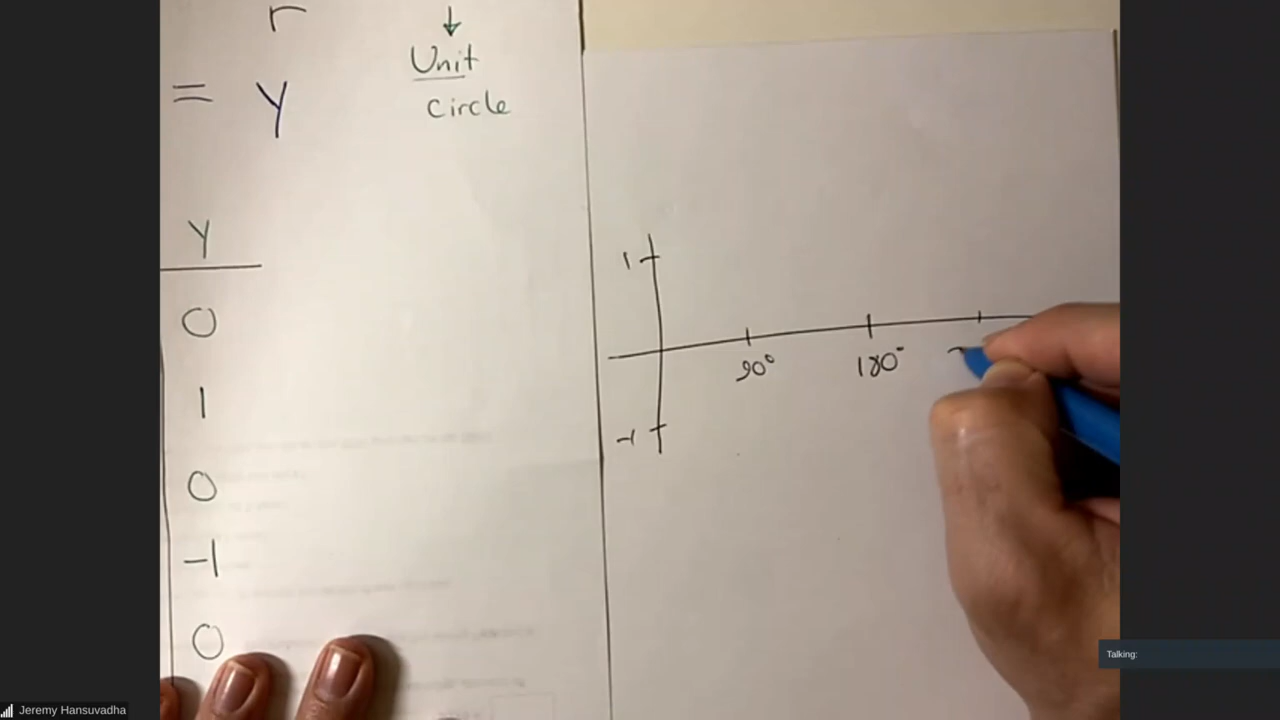 r
Unit
= Y
circle
Y
0
1
0
-1
0
1
-1
90°
180°
Talking:
Jeremy Hansuvadha